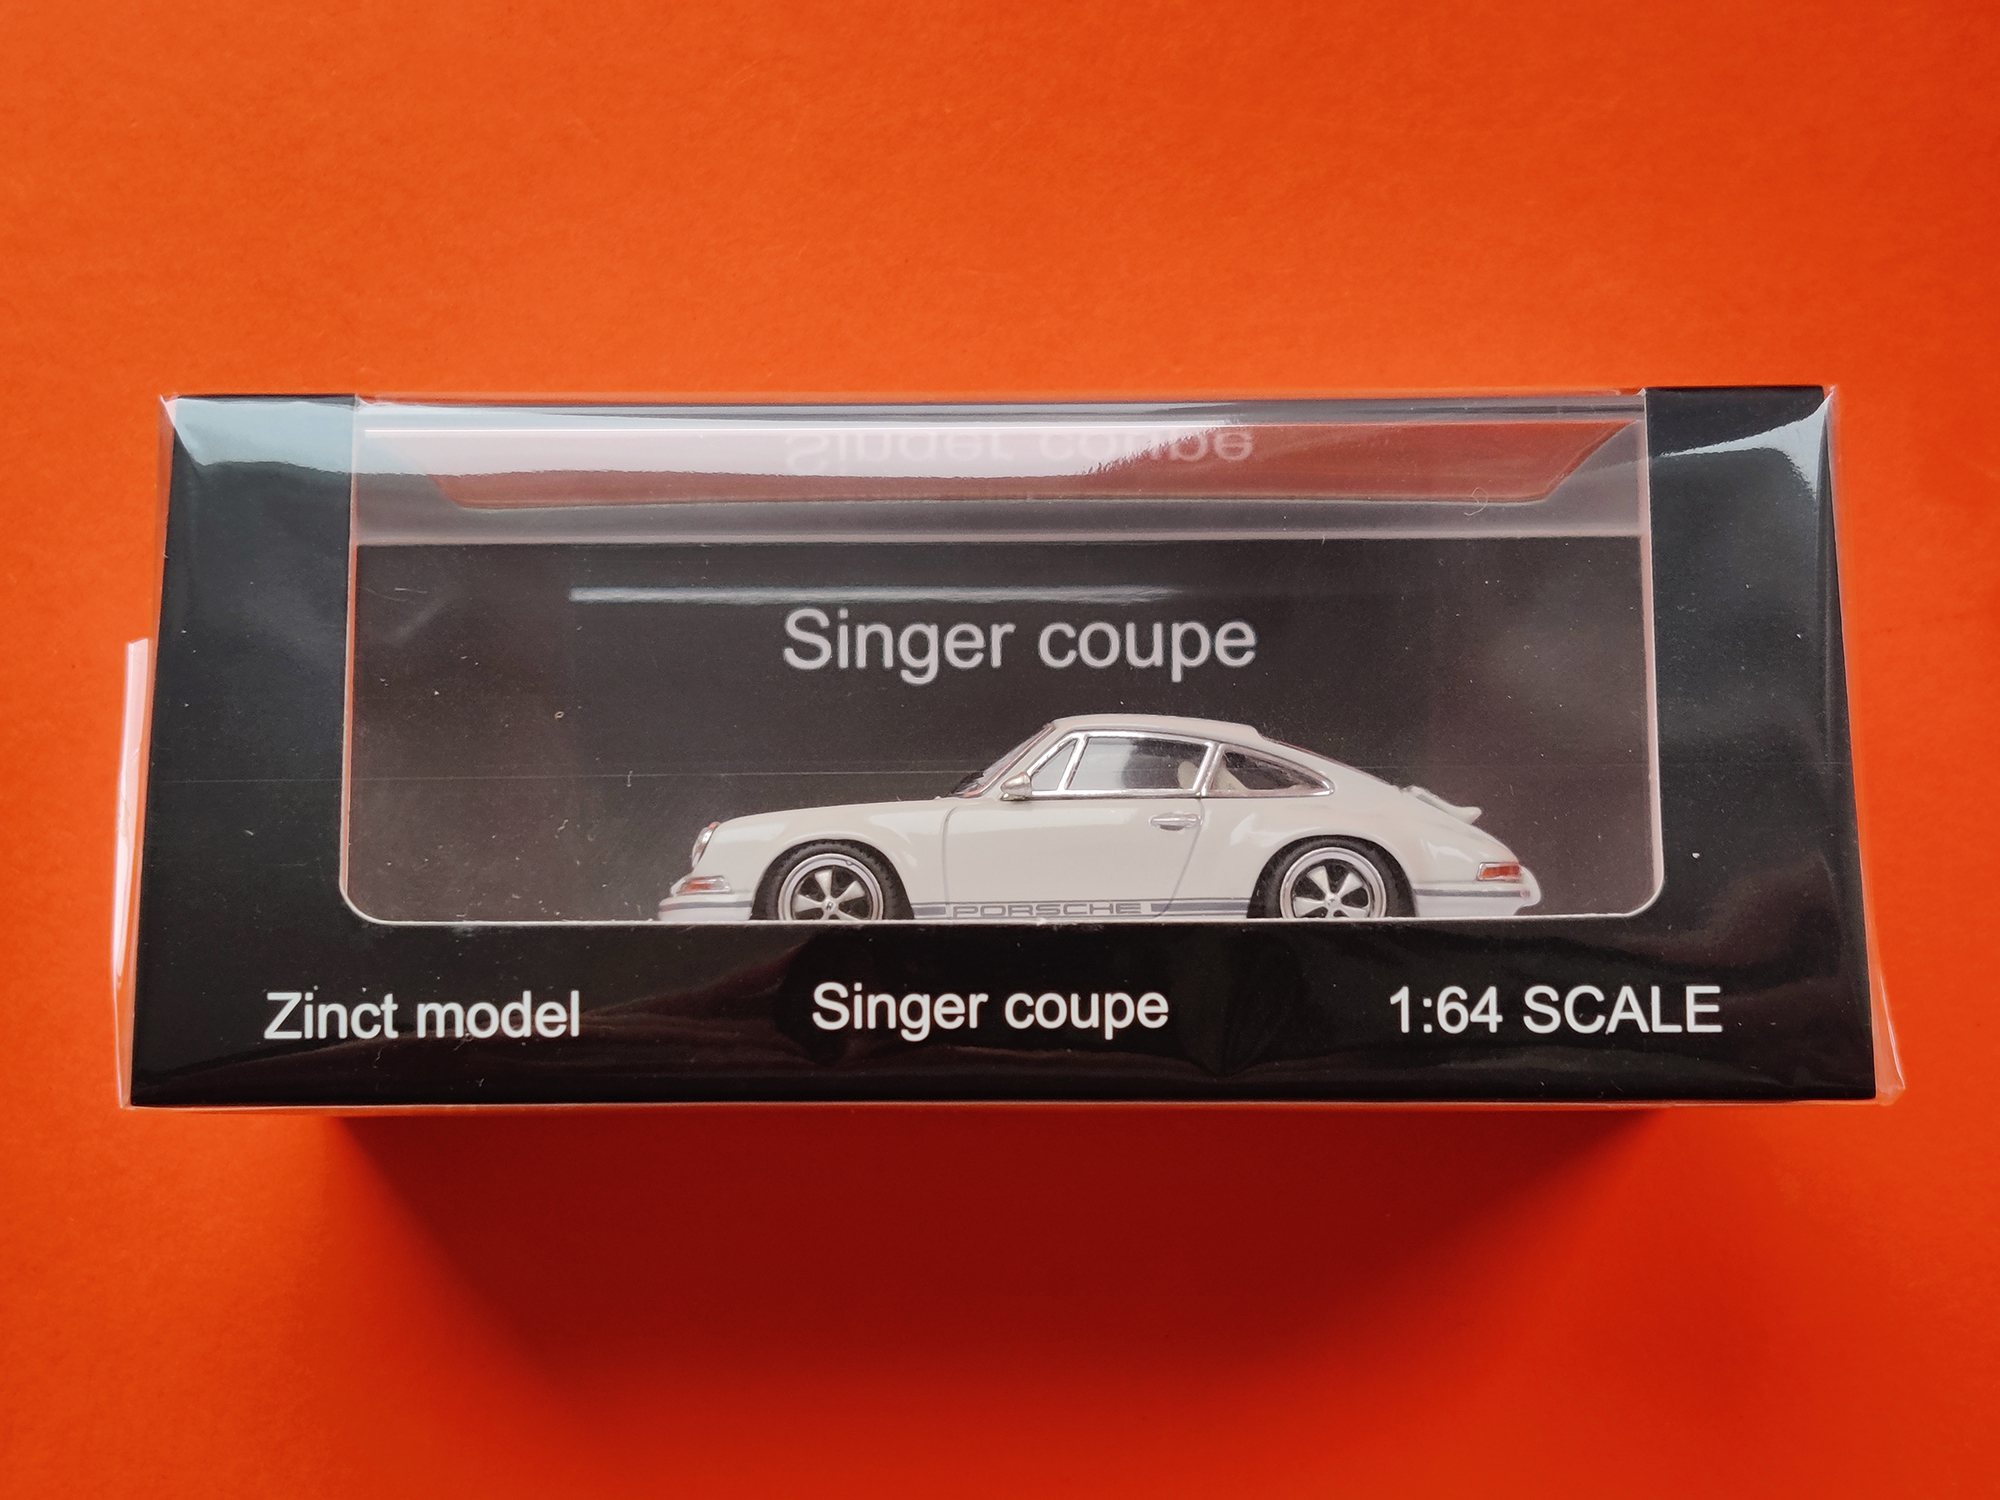 Singer coupe
Singer coupe
PORSCHE
Zinct model
Singer coupe
1:64 SCALE